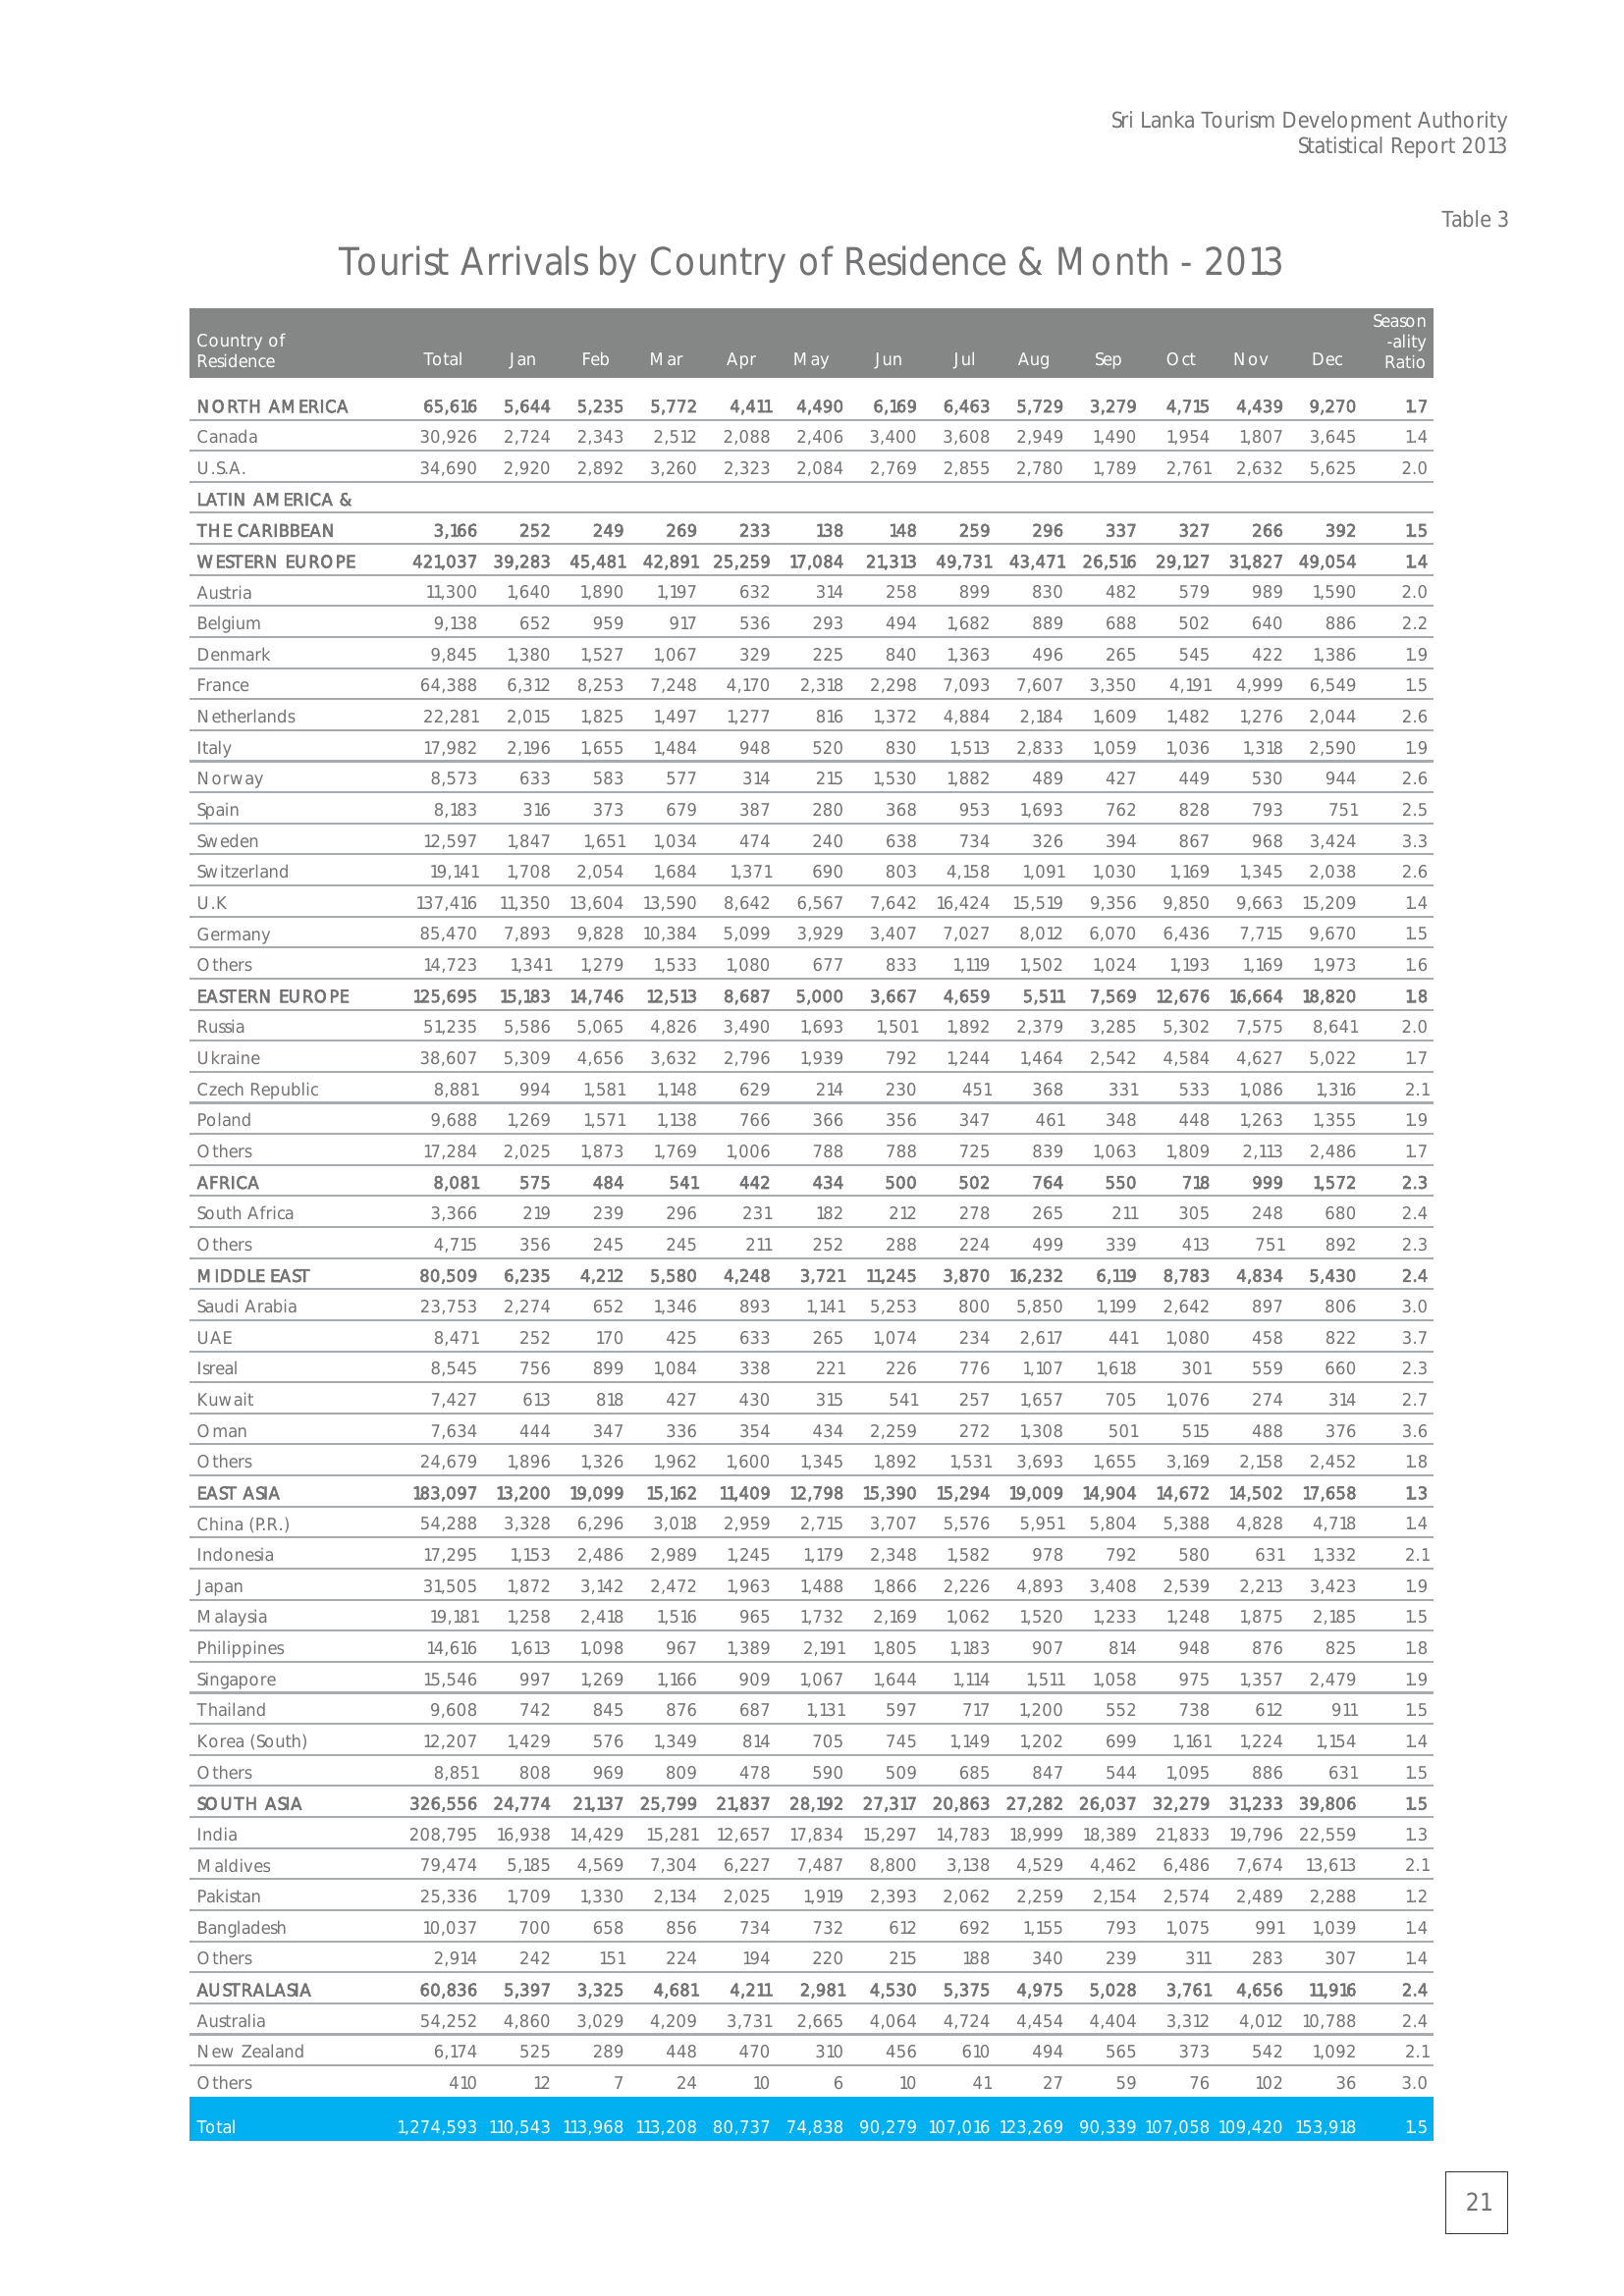 Sri Lanka Tourism Development Authority
Statistical Report 2013
Table 3
Tourist Arrivals by Country of Residence & Month - 2013
Country of Residence Total Jan Feb Mar Apr May Jun Jul Aug Sep Oct Nov Dec Season-ality Ratio
NORTH AMERICA 65,616 5,644 5,235 5,772 4,411 4,490 6,169 6,463 5,729 3,279 4,715 4,439 9,270 1.7
Canada 30,926 2,724 2,343 2,512 2,088 2,406 3,400 3,608 2,949 1,490 1,954 1,807 3,645 1.4
U.S.A. 34,690 2,920 2,892 3,260 2,323 2,084 2,769 2,855 2,780 1,789 2,761 2,632 5,625 2.0
LATIN AMERICA &
THE CARIBBEAN 3,166 252 249 269 233 138 148 259 296 337 327 266 392 1.5
WESTERN EUROPE 421,037 39,283 45,481 42,891 25,259 17,084 21,313 49,731 43,471 26,516 29,127 31,827 49,054 1.4
Austria 11,300 1,640 1,890 1,197 632 314 258 899 830 482 579 989 1,590 2.0
Belgium 9,138 652 959 917 536 293 494 1,682 889 688 502 640 886 2.2
Denmark 9,845 1,380 1,527 1,067 329 225 840 1,363 496 265 545 422 1,386 1.9
France 64,388 6,312 8,253 7,248 4,170 2,318 2,298 7,093 7,607 3,350 4,191 4,999 6,549 1.5
Netherlands 22,281 2,015 1,825 1,497 1,277 816 1,372 4,884 2,184 1,609 1,482 1,276 2,044 2.6
Italy 17,982 2,196 1,655 1,484 948 520 830 1,513 2,833 1,059 1,036 1,318 2,590 1.9
Norway 8,573 633 583 577 314 215 1,530 1,882 489 427 449 530 944 2.6
Spain 8,183 316 373 679 387 280 368 953 1,693 762 828 793 751 2.5
Sweden 12,597 1,847 1,651 1,034 474 240 638 734 326 394 867 968 3,424 3.3
Switzerland 19,141 1,708 2,054 1,684 1,371 690 803 4,158 1,091 1,030 1,169 1,345 2,038 2.6
U.K 137,416 11,350 13,604 13,590 8,642 6,567 7,642 16,424 15,519 9,356 9,850 9,663 15,209 1.4
Germany 85,470 7,893 9,828 10,384 5,099 3,929 3,407 7,027 8,012 6,070 6,436 7,715 9,670 1.5
Others 14,723 1,341 1,279 1,533 1,080 677 833 1,119 1,502 1,024 1,193 1,169 1,973 1.6
EASTERN EUROPE 125,695 15,183 14,746 12,513 8,687 5,000 3,667 4,659 5,511 7,569 12,676 16,664 18,820 1.8
Russia 51,235 5,586 5,065 4,826 3,490 1,693 1,501 1,892 2,379 3,285 5,302 7,575 8,641 2.0
Ukraine 38,607 5,309 4,656 3,632 2,796 1,939 792 1,244 1,464 2,542 4,584 4,627 5,022 1.7
Czech Republic 8,881 994 1,581 1,148 629 214 230 451 368 331 533 1,086 1,316 2.1
Poland 9,688 1,269 1,571 1,138 766 366 356 347 461 348 448 1,263 1,355 1.9
Others 17,284 2,025 1,873 1,769 1,006 788 788 725 839 1,063 1,809 2,113 2,486 1.7
AFRICA 8,081 575 484 541 442 434 500 502 764 550 718 999 1,572 2.3
South Africa 3,366 219 239 296 231 182 212 278 265 211 305 248 680 2.4
Others 4,715 356 245 245 211 252 288 224 499 339 413 751 892 2.3
MIDDLE EAST 80,509 6,235 4,212 5,580 4,248 3,721 11,245 3,870 16,232 6,119 8,783 4,834 5,430 2.4
Saudi Arabia 23,753 2,274 652 1,346 893 1,141 5,253 800 5,850 1,199 2,642 897 806 3.0
UAE 8,471 252 170 425 633 265 1,074 234 2,617 441 1,080 458 822 3.7
Isreal 8,545 756 899 1,084 338 221 226 776 1,107 1,618 301 559 660 2.3
Kuwait 7,427 613 818 427 430 315 541 257 1,657 705 1,076 274 314 2.7
Oman 7,634 444 347 336 354 434 2,259 272 1,308 501 515 488 376 3.6
Others 24,679 1,896 1,326 1,962 1,600 1,345 1,892 1,531 3,693 1,655 3,169 2,158 2,452 1.8
EAST ASIA 183,097 13,200 19,099 15,162 11,409 12,798 15,390 15,294 19,009 14,904 14,672 14,502 17,658 1.3
China (P.R.) 54,288 3,328 6,296 3,018 2,959 2,715 3,707 5,576 5,951 5,804 5,388 4,828 4,718 1.4
Indonesia 17,295 1,153 2,486 2,989 1,245 1,179 2,348 1,582 978 792 580 631 1,332 2.1
Japan 31,505 1,872 3,142 2,472 1,963 1,488 1,866 2,226 4,893 3,408 2,539 2,213 3,423 1.9
Malaysia 19,181 1,258 2,418 1,516 965 1,732 2,169 1,062 1,520 1,233 1,248 1,875 2,185 1.5
Philippines 14,616 1,613 1,098 967 1,389 2,191 1,805 1,183 907 814 948 876 825 1.8
Singapore 15,546 997 1,269 1,166 909 1,067 1,644 1,114 1,511 1,058 975 1,357 2,479 1.9
Thailand 9,608 742 845 876 687 1,131 597 717 1,200 552 738 612 911 1.5
Korea (South) 12,207 1,429 576 1,349 814 705 745 1,149 1,202 699 1,161 1,224 1,154 1.4
Others 8,851 808 969 809 478 590 509 685 847 544 1,095 886 631 1.5
SOUTH ASIA 326,556 24,774 21,137 25,799 21,837 28,192 27,317 20,863 27,282 26,037 32,279 31,233 39,806 1.5
India 208,795 16,938 14,429 15,281 12,657 17,834 15,297 14,783 18,999 18,389 21,833 19,796 22,559 1.3
Maldives 79,474 5,185 4,569 7,304 6,227 7,487 8,800 3,138 4,529 4,462 6,486 7,674 13,613 2.1
Pakistan 25,336 1,709 1,330 2,134 2,025 1,919 2,393 2,062 2,259 2,154 2,574 2,489 2,288 1.2
Bangladesh 10,037 700 658 856 734 732 612 692 1,155 793 1,075 991 1,039 1.4
Others 2,914 242 151 224 194 220 215 188 340 239 311 283 307 1.4
AUSTRALASIA 60,836 5,397 3,325 4,681 4,211 2,981 4,530 5,375 4,975 5,028 3,761 4,656 11,916 2.4
Australia 54,252 4,860 3,029 4,209 3,731 2,665 4,064 4,724 4,454 4,404 3,312 4,012 10,788 2.4
New Zealand 6,174 525 289 448 470 310 456 610 494 565 373 542 1,092 2.1
Others 410 12 7 24 10 6 10 41 27 59 76 102 36 3.0
Total 1,274,593 110,543 113,968 113,208 80,737 74,838 90,279 107,016 123,269 90,339 107,058 109,420 153,918 1.5
21